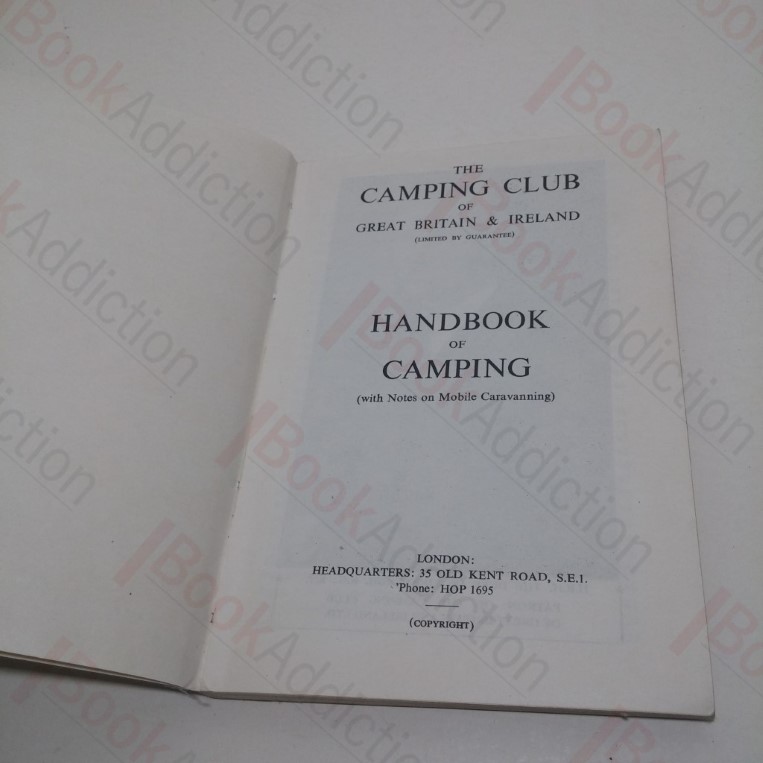 THE
CAMPING CLUB
OF
GREAT BRITAIN & IRELAND
(LIMITED BY GUARANTEE)
HANDBOOK
OF
CAMPING
(with Notes on Mobile Caravanning)
LONDON:
HEADQUARTERS: 35 OLD KENT ROAD, S.E.1.
'Phone: HOP 1695
(COPYRIGHT)
BookAddiction